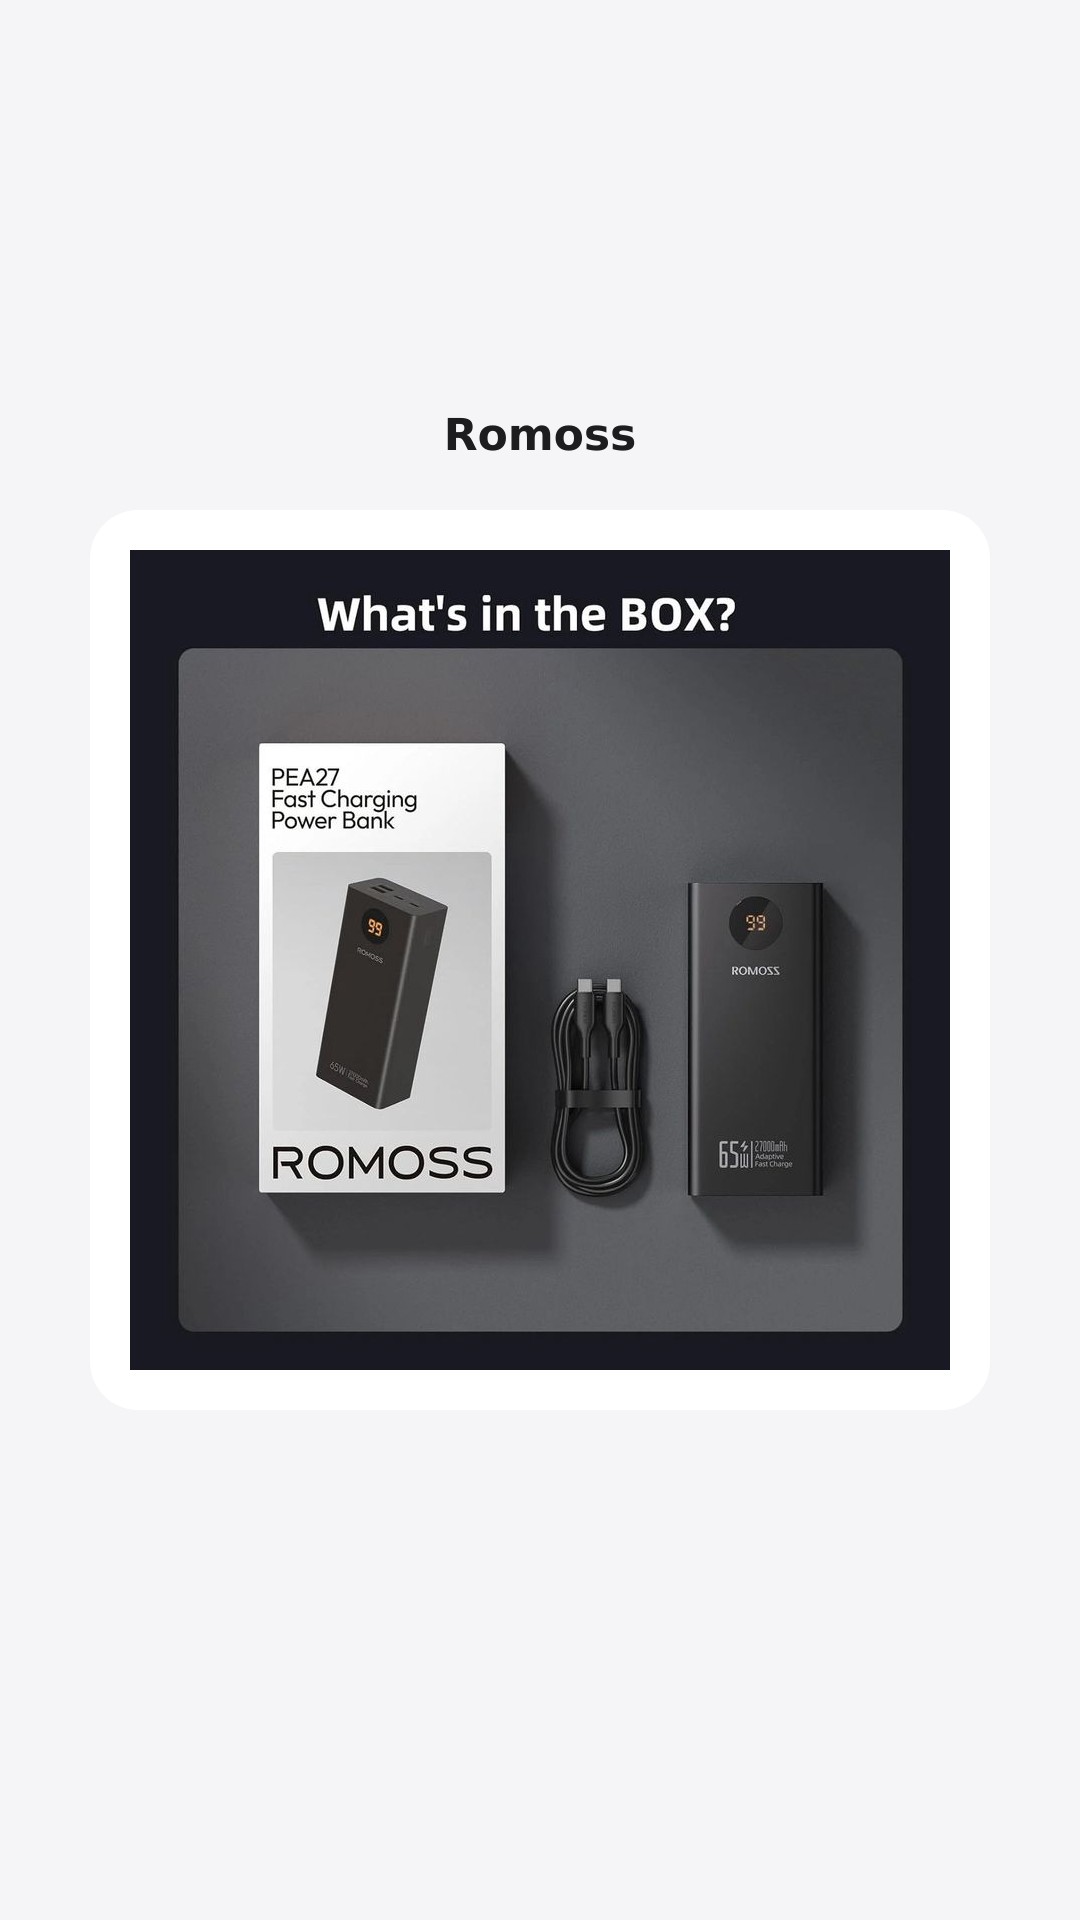 Romoss
What's in the BOX?
PEA27
Fast Charging
Power Bank
99
ROMOSS
65W
ROMOSS
99
ROMOSS
65W
27000mAh
Adaptive
Fast Charge